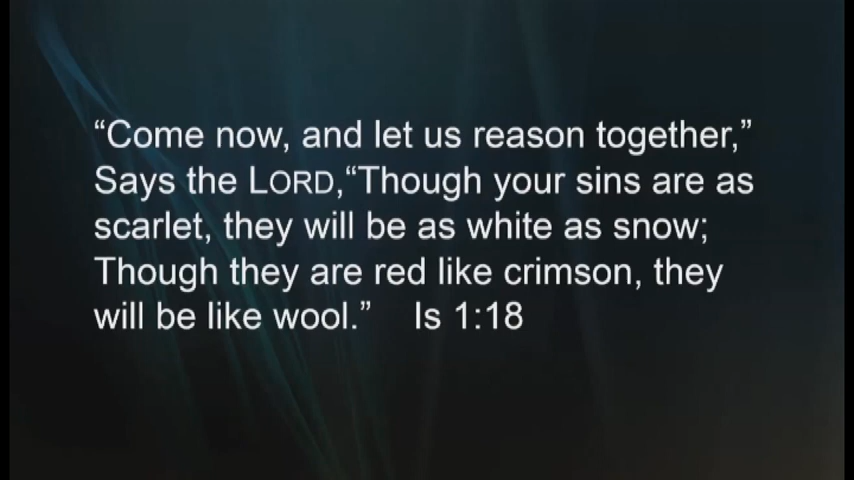 “Come now, and let us reason together,”
Says the LORD,“Though your sins are as
scarlet, they will be as white as snow;
Though they are red like crimson, they
will be like wool.” Is 1:18